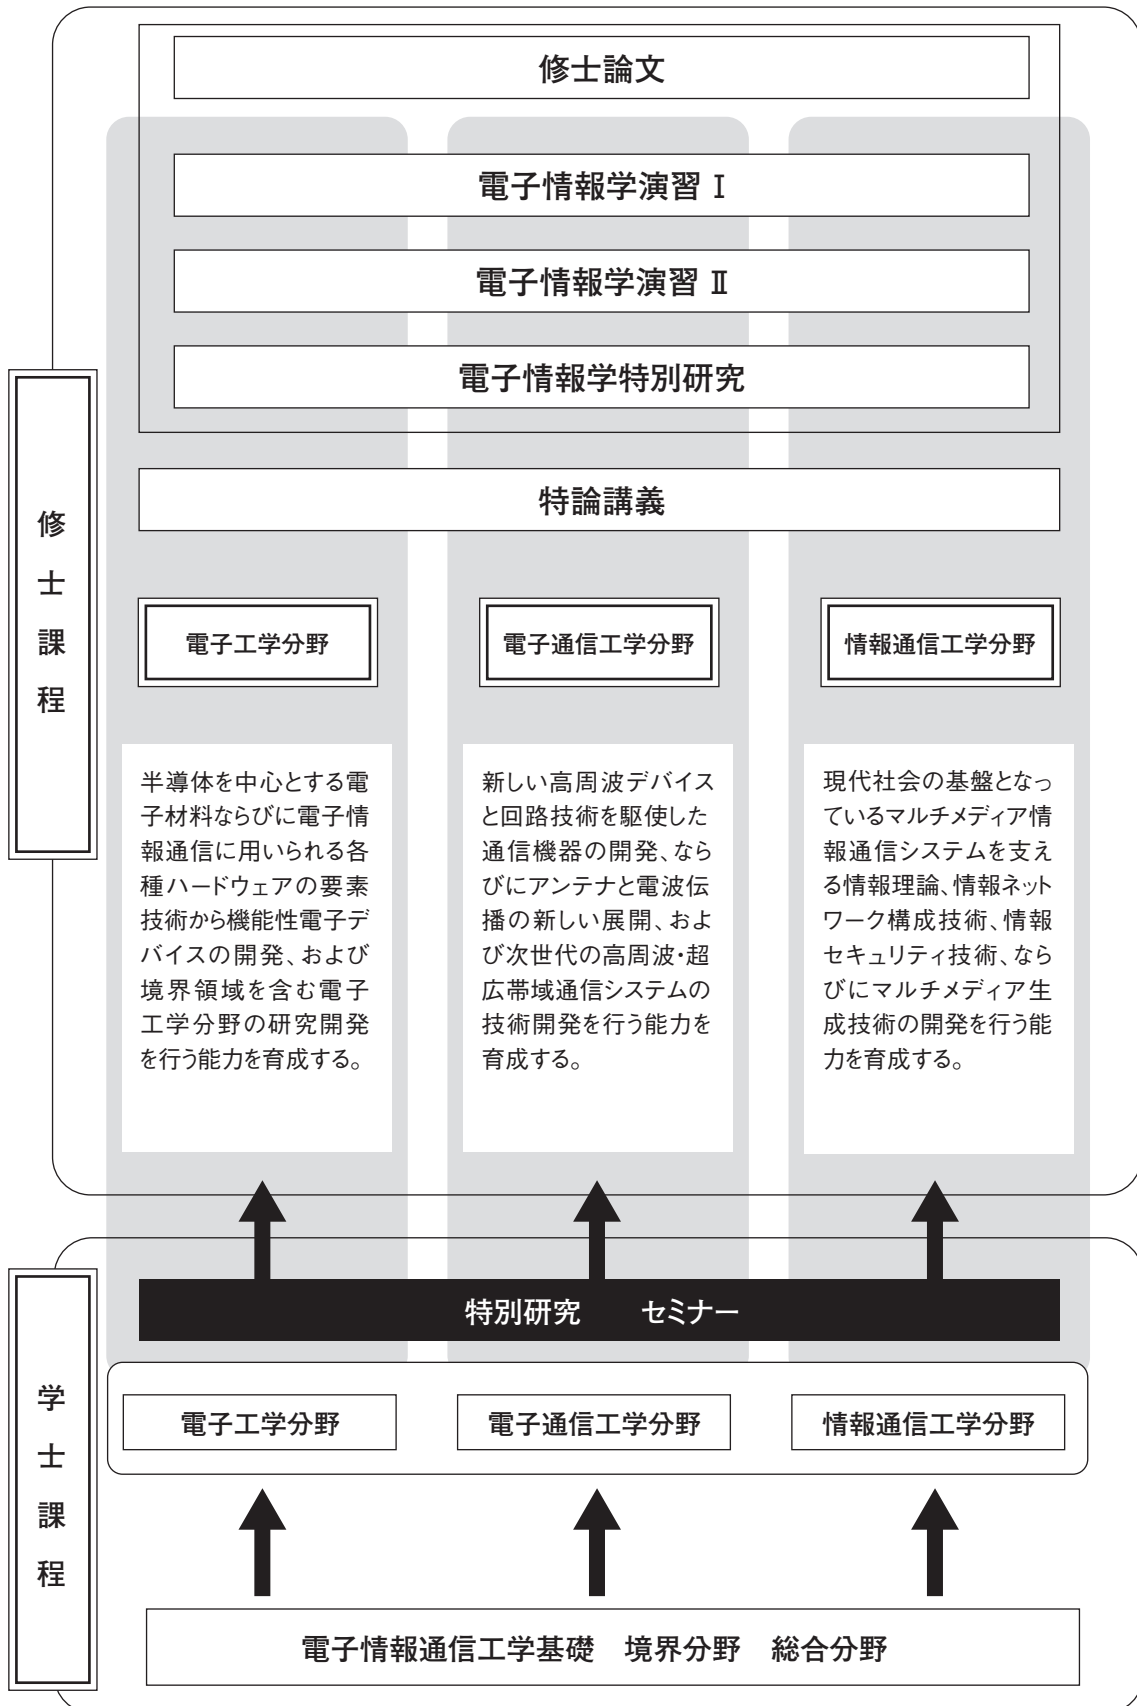 修士論文
電子情報学演習 Ⅰ
電子情報学演習 Ⅱ
電子情報学特別研究
特論講義
修士課程
電子工学分野
電子通信工学分野
情報通信工学分野
半導体を中心とする電
子材料ならびに電子情
報通信に用いられる各
種ハードウェアの要素
技術から機能性電子デ
バイスの開発、および
境界領域を含む電子
工学分野の研究開発
を行う能力を育成する。
新しい高周波デバイス
と回路技術を駆使した
通信機器の開発、なら
びにアンテナと電波伝
播の新しい展開、およ
び次世代の高周波・超
広帯域通信システムの
技術開発を行う能力を
育成する。
現代社会の基盤となっ
ているマルチメディア情
報通信システムを支え
る情報理論、情報ネット
ワーク構成技術、情報
セキュリティ技術、なら
びにマルチメディア生
成技術の開発を行う能
力を育成する。
特別研究　セミナー
学士課程
電子工学分野
電子通信工学分野
情報通信工学分野
電子情報通信工学基礎　境界分野　総合分野